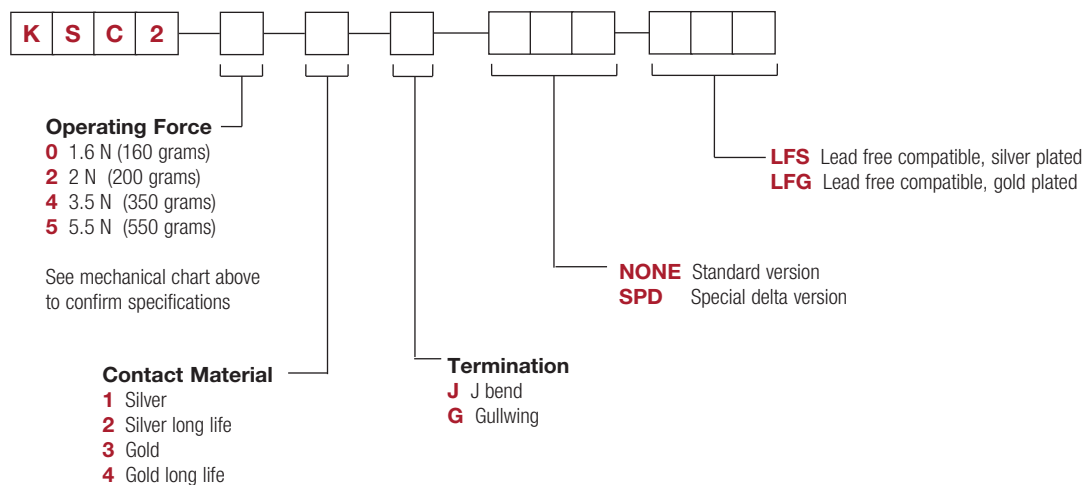 K S C 2
Operating Force
0 1.6 N (160 grams)
2 2 N (200 grams)
4 3.5 N (350 grams)
5 5.5 N (550 grams)
See mechanical chart above
to confirm specifications
LFS Lead free compatible, silver plated
LFG Lead free compatible, gold plated
NONE Standard version
SPD Special delta version
Contact Material
1 Silver
2 Silver long life
3 Gold
4 Gold long life
Termination
J J bend
G Gullwing